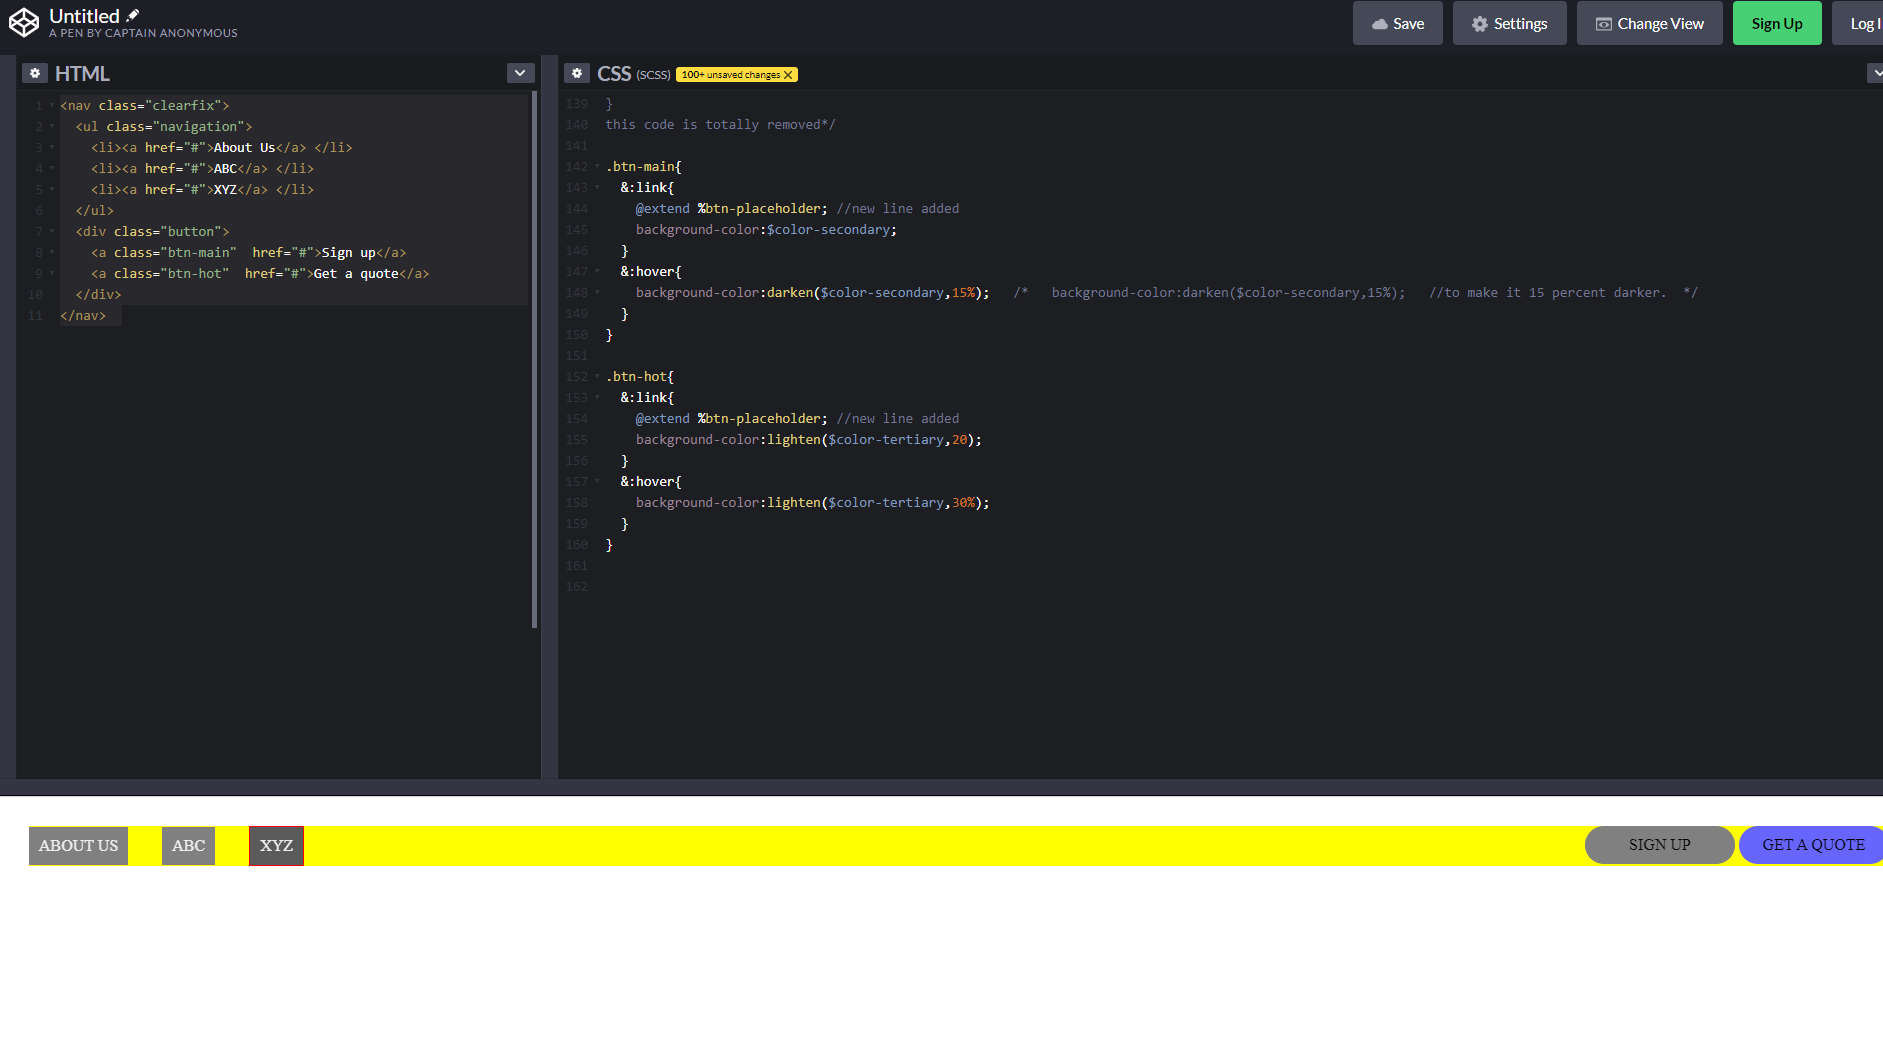 Untitled
A PEN BY CAPTAIN ANONYMOUS
Save
Settings
Change View
Sign Up
Log
HTML
1 <nav class="clearfix">
2 <ul class="navigation">
3 <li><a href="#">About Us</a> </li>
4 <li><a href="#">ABC</a> </li>
5 <li><a href="#">XYZ</a> </li>
6 </ul>
7 <div class="button">
8 <a class="btn-main"  href="#">Sign up</a>
9 <a class="btn-hot"  href="#">Get a quote</a>
10 </div>
11 </nav>
CSS (SCSS) 100+ unsaved changes X
139 }
140 this code is totally removed*/
141
142 .btn-main{
143 &:link{
144 @extend %btn-placeholder; //new line added
145 background-color:$color-secondary;
146 }
147 &:hover{
148 background-color:darken($color-secondary,15%);   /*   background-color:darken($color-secondary,15%);   //to make it 15 percent darker.  */
149 }
150 }
151
152 .btn-hot{
153 &:link{
154 @extend %btn-placeholder; //new line added
155 background-color:lighten($color-tertiary,20);
156 }
157 &:hover{
158 background-color:lighten($color-tertiary,30%);
159 }
160 }
161
162
ABOUT US
ABC
XYZ
SIGN UP
GET A QUOTE